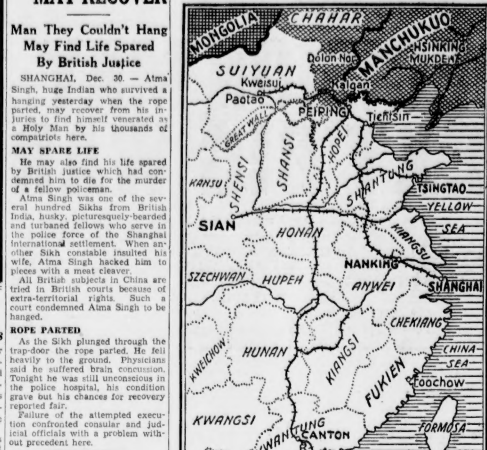 MAY RECOVER
Man They Couldn't Hang
May Find Life Spared
By British Justice
SHANGHAI, Dec. 30. — Atma
Singh, huge Indian who survived a
hanging yesterday when the rope
parted, may recover from his in-
juries to find himself venerated as
a Holy Man by his thousands of
compatriots here.
MAY SPARE LIFE
He may also find his life spared
by British justice which had con-
demned him to die for the murder
of a fellow policeman.
Atma Singh was one of the sev-
eral hundred Sikhs from British
India, husky, picturesquely-bearded
and turbaned fellows who serve in
the police force of the Shanghai
International settlement. When an-
other Sikh constable insulted his
wife, Atma Singh hacked him to
pieces with a meat cleaver.
All British subjects in China are
tried in British courts because of
extra-territorial rights. Such a
court condemned Atma Singh to be
hanged.
ROPE PARTED
As the Sikh plunged through the
trap-door the rope parted. He fell
heavily to the ground. Physicians
said he suffered brain concussion.
Tonight he was still unconscious in
the police hospital, his condition
grave but his chances for recovery
reported fair.
Failure of the attempted execu-
tion confronted consular and jud-
icial officials with a problem with-
out precedent here.
MONGOLIA
CHAHAR
MANCHUKUO
HSINKING
MUKDEN
Dolon Nor
SUIYUAN
Kweisui
Kalgan
Paotao
PEIPING
Tientsin
GREAT WALL
HOPEI
SHANSI
SHENSI
KANSU
SHANTUNG
TSINGTAO
YELLOW
SEA
SIAN
HONAN
KIANGSU
NANKING
SHANGHAI
SZECHWAN
HUPEH
ANWEI
CHEKIANG
KWEICHOW
HUNAN
KIANGSI
CHINA
SEA
FUKIEN
Foochow
KWANGSI
KWANTUNG
CANTON
FORMOSA